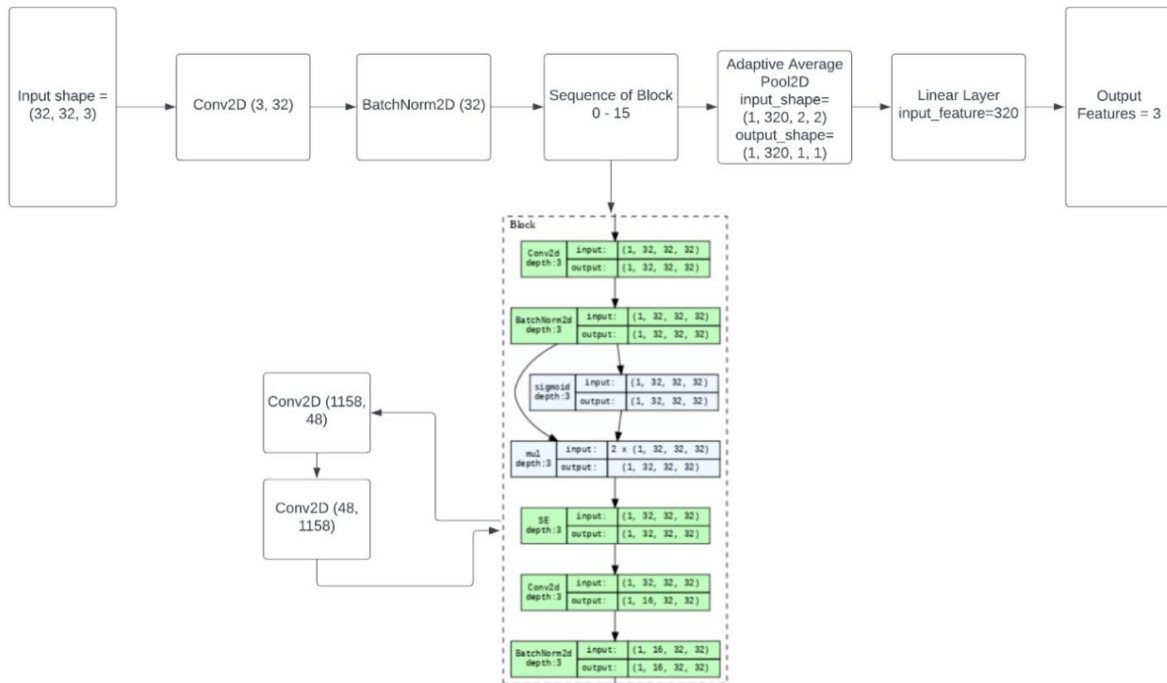 Input shape =
(32, 32, 3)
Conv2D (3, 32)
BatchNorm2D (32)
Sequence of Block
0 - 15
Adaptive Average
Pool2D
input_shape=
(1, 320, 2, 2)
output_shape=
(1, 320, 1, 1)
Linear Layer
input_feature=320
Output
Features = 3
Block
Conv2d
depth:3
input: (1, 32, 32, 32)
output: (1, 32, 32, 32)
BatchNorm2d
depth:3
input: (1, 32, 32, 32)
output: (1, 32, 32, 32)
sigmoid
depth:3
input: (1, 32, 32, 32)
output: (1, 32, 32, 32)
mul
depth:3
input: 2 x (1, 32, 32, 32)
output: (1, 32, 32, 32)
SE
depth:3
input: (1, 32, 32, 32)
output: (1, 32, 32, 32)
Conv2d
depth:3
input: (1, 32, 32, 32)
output: (1, 16, 32, 32)
BatchNorm2d
depth:3
input: (1, 16, 32, 32)
output: (1, 16, 32, 32)
Conv2D (1158,
48)
Conv2D (48,
1158)